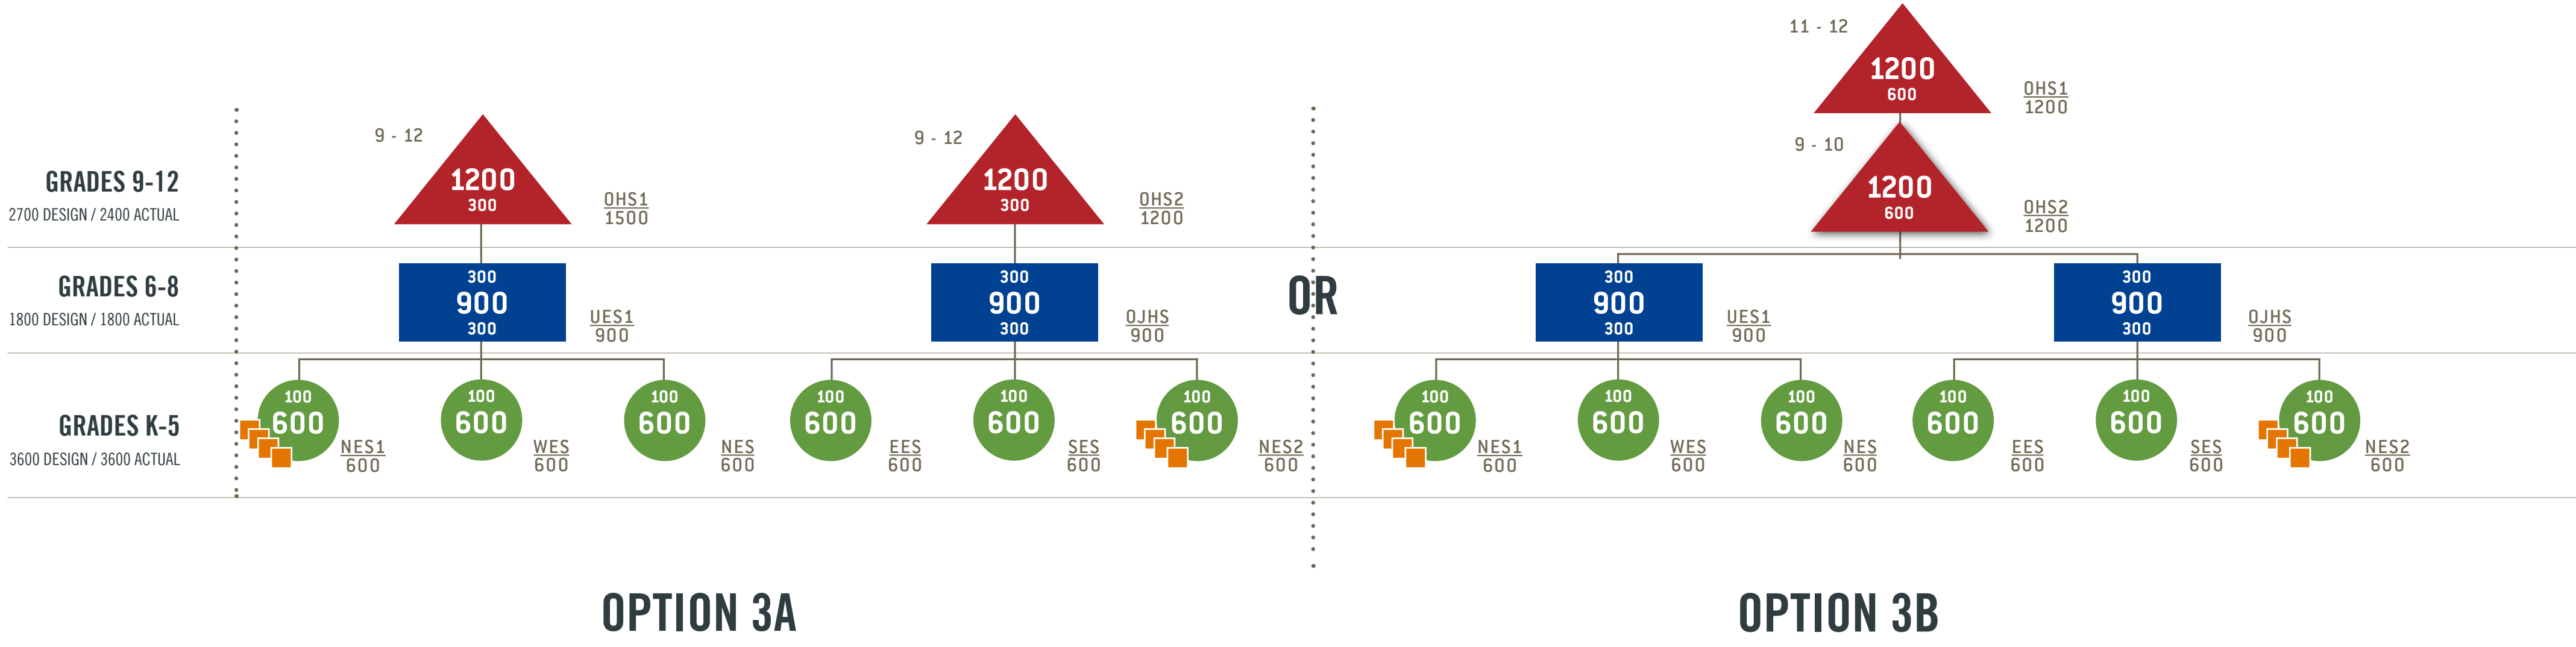 11 - 12
1200
600
OHS1
1200
9 - 12
1200
300
OHS1
1500
9 - 12
1200
300
OHS2
1200
9 - 10
1200
600
OHS2
1200
GRADES 9-12
2700 DESIGN / 2400 ACTUAL
GRADES 6-8
1800 DESIGN / 1800 ACTUAL
300
900
300
UES1
900
300
900
300
OJHS
900
OR
300
900
300
UES1
900
300
900
300
OJHS
900
GRADES K-5
3600 DESIGN / 3600 ACTUAL
100
600
NES1
600
100
600
WES
600
100
600
NES
600
100
600
EES
600
100
600
SES
600
100
600
NES2
600
100
600
NES1
600
100
600
WES
600
100
600
NES
600
100
600
EES
600
100
600
SES
600
100
600
NES2
600
OPTION 3A
OPTION 3B